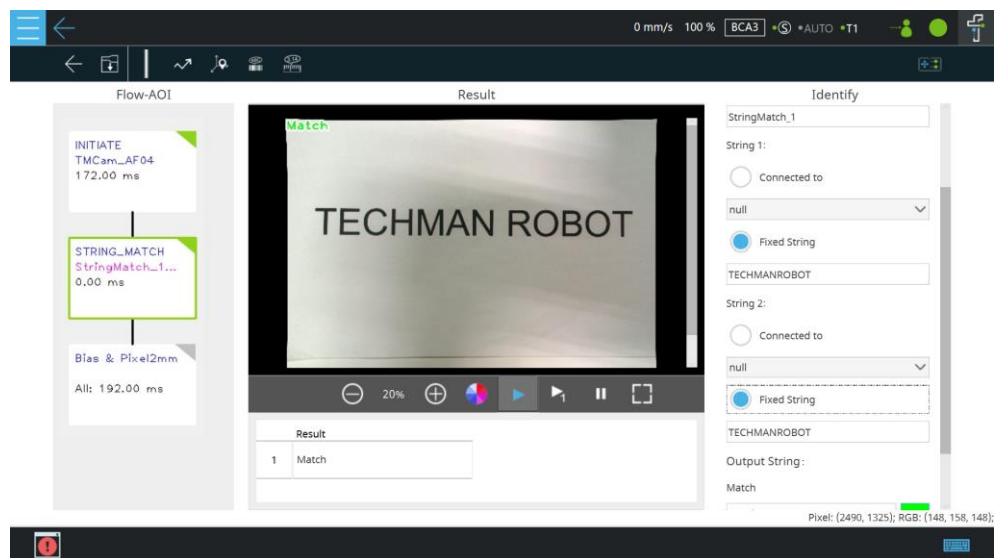 0 mm/s 100 % BCA3 S AUTO T1
Flow-AOI
Result
Identify
INITIATE
TMCam_AF04
172.00 ms
STRING_MATCH
StringMatch_1...
0.00 ms
Bias & Pixel2mm
All: 192.00 ms
Match
TECHMAN ROBOT
20%
1
Result
1 Match
StringMatch_1
String 1:
Connected to
null
Fixed String
TECHMANROBOT
String 2:
Connected to
null
Fixed String
TECHMANROBOT
Output String:
Match
Pixel: (2490, 1325); RGB: (148, 158, 148);